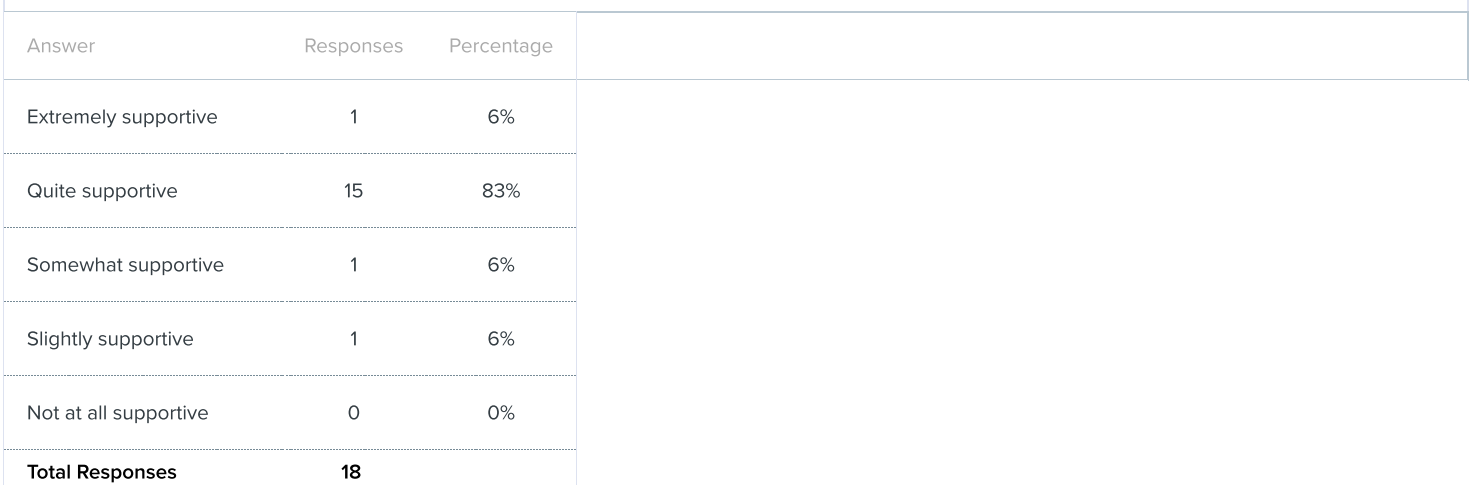 Answer Responses Percentage
Extremely supportive 1 6%
Quite supportive 15 83%
Somewhat supportive 1 6%
Slightly supportive 1 6%
Not at all supportive 0 0%
Total Responses 18